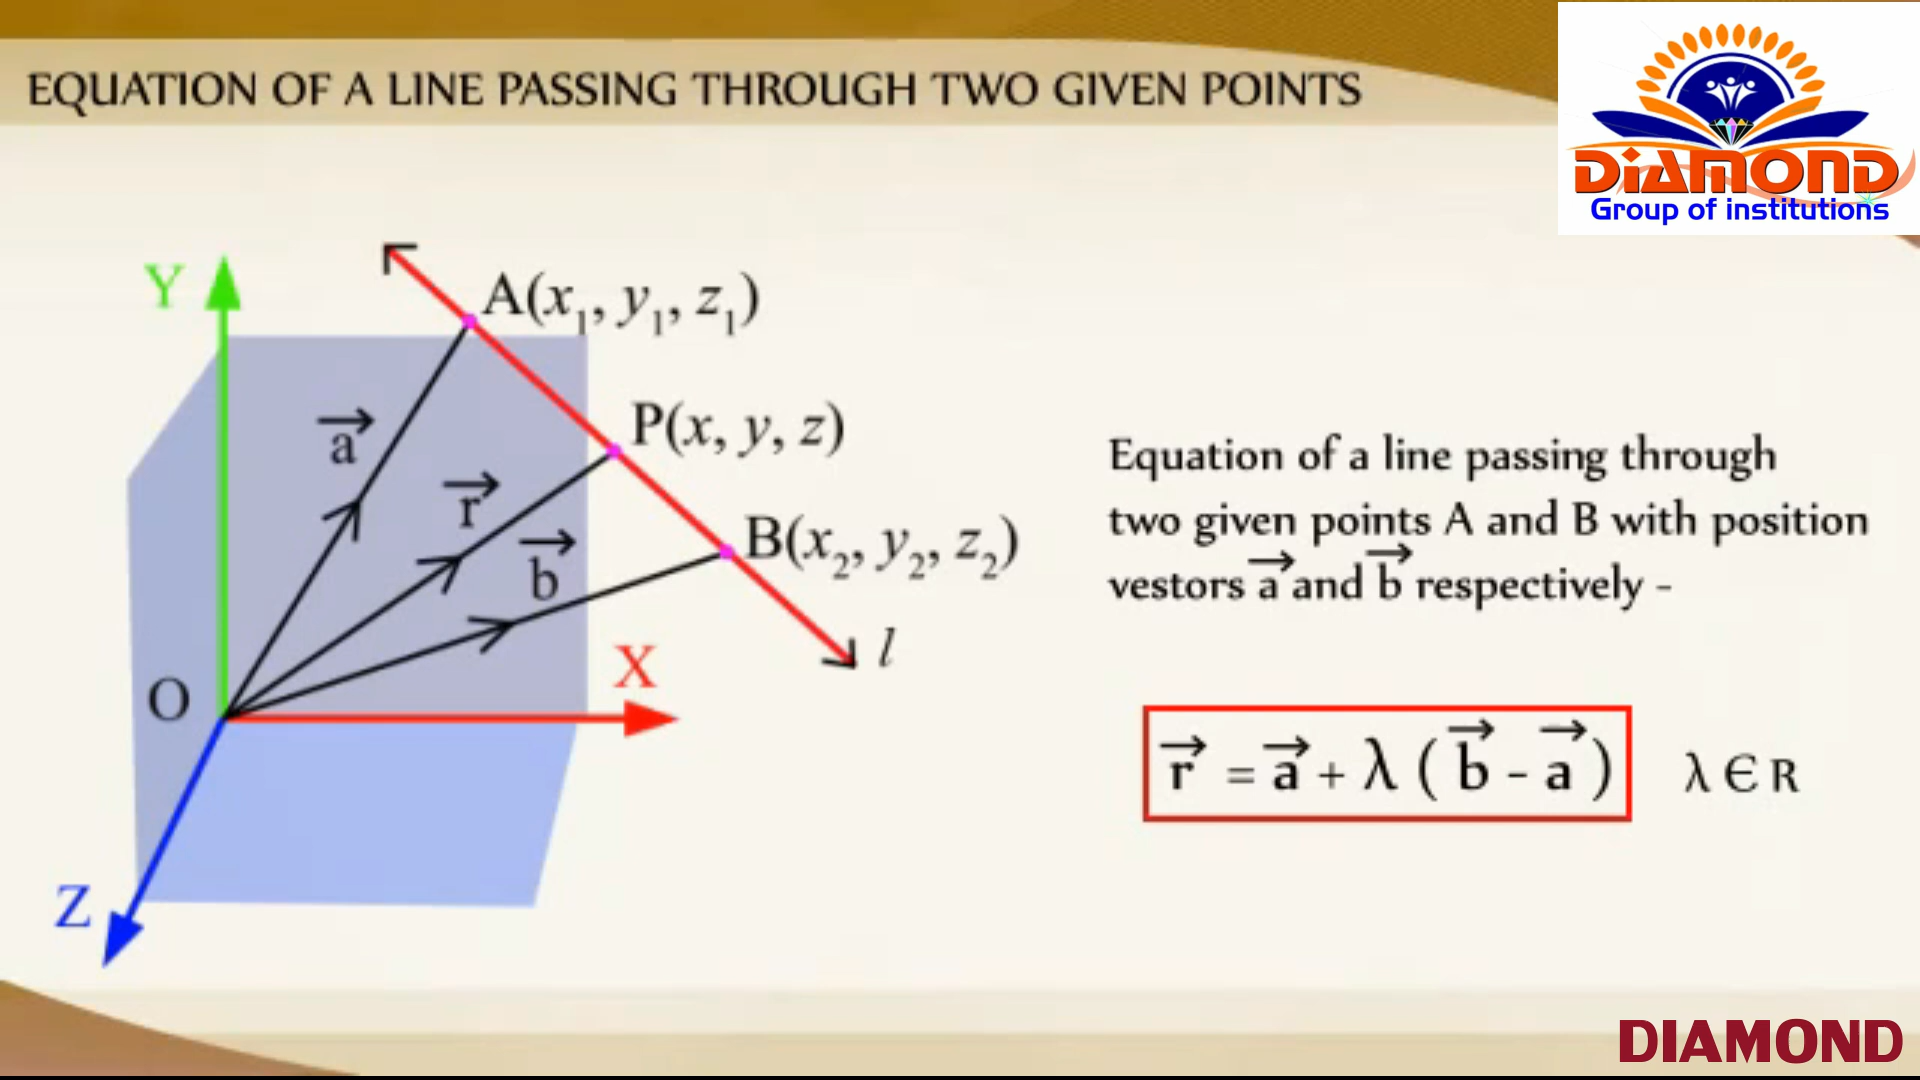 EQUATION OF A LINE PASSING THROUGH TWO GIVEN POINTS
DIAMOND
Group of institutions
Y
A(x₁, y₁, z₁)
P(x, y, z)
B(x₂, y₂, z₂)
a⃗
r⃗
b⃗
l
X
O
Z
Equation of a line passing through
two given points A and B with position
vestors a⃗ and b⃗ respectively -
r⃗ = a⃗ + λ ( b⃗ - a⃗ ) λ ∈ R
DIAMOND